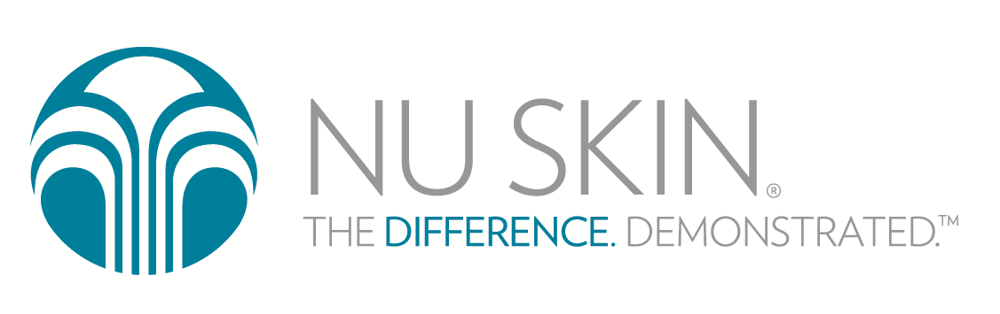 NU SKIN®
THE DIFFERENCE. DEMONSTRATED.™